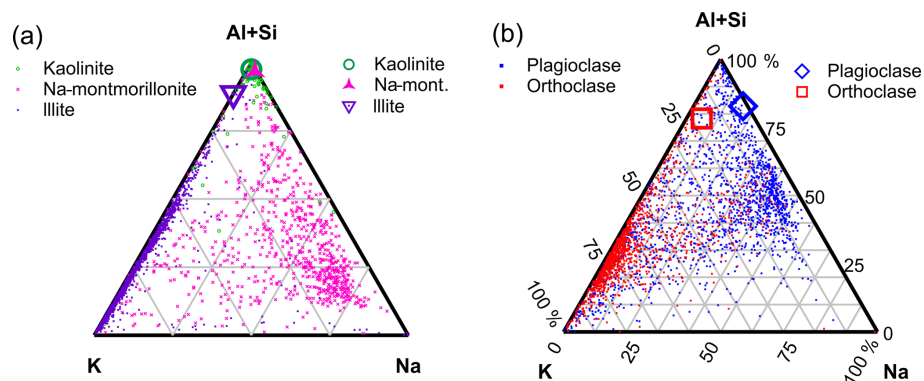 (a)
Al+Si
Kaolinite
Na-montmorillonite
Illite
Kaolinite
Na-mont.
Illite
K
Na
(b)
Al+Si
Plagioclase
Orthoclase
Plagioclase
Orthoclase
0
100 %
25
75
50
50
75
25
100 %
0
0
25
50
75
100 %
K
Na